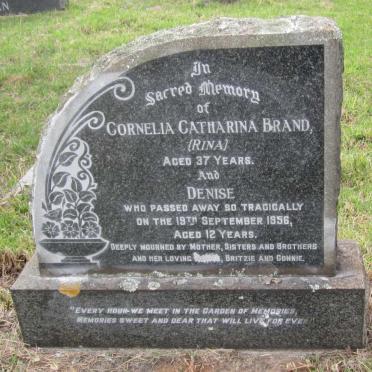 In
Sacred Memory
of
CORNELIA CATHARINA BRAND,
(RINA)
AGED 37 YEARS.
AND
DENISE
WHO PASSED AWAY SO TRAGICALLY
ON THE 19TH SEPTEMBER 1956,
AGED 12 YEARS.
DEEPLY MOURNED BY MOTHER, SISTERS AND BROTHERS
AND HER LOVING BRITZIE AND CONNIE.
"EVERY HOUR WE MEET IN THE GARDEN OF MEMORIES,
MEMORIES SWEET AND DEAR THAT WILL LIVE FOR EVER